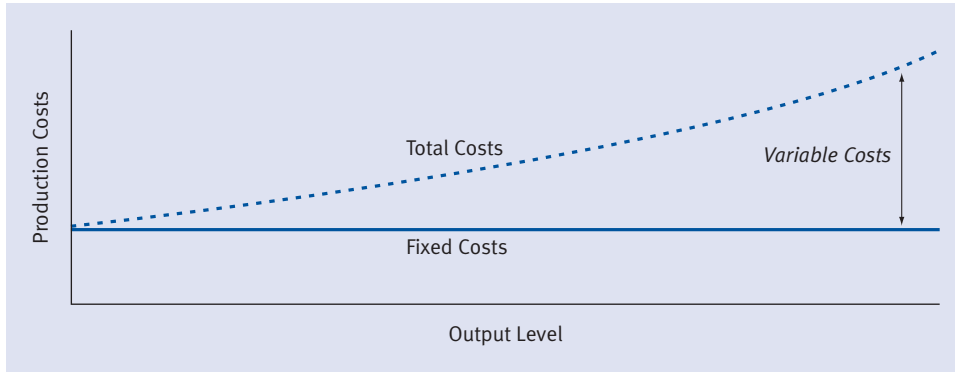 Production Costs
Total Costs
Variable Costs
Fixed Costs
Output Level